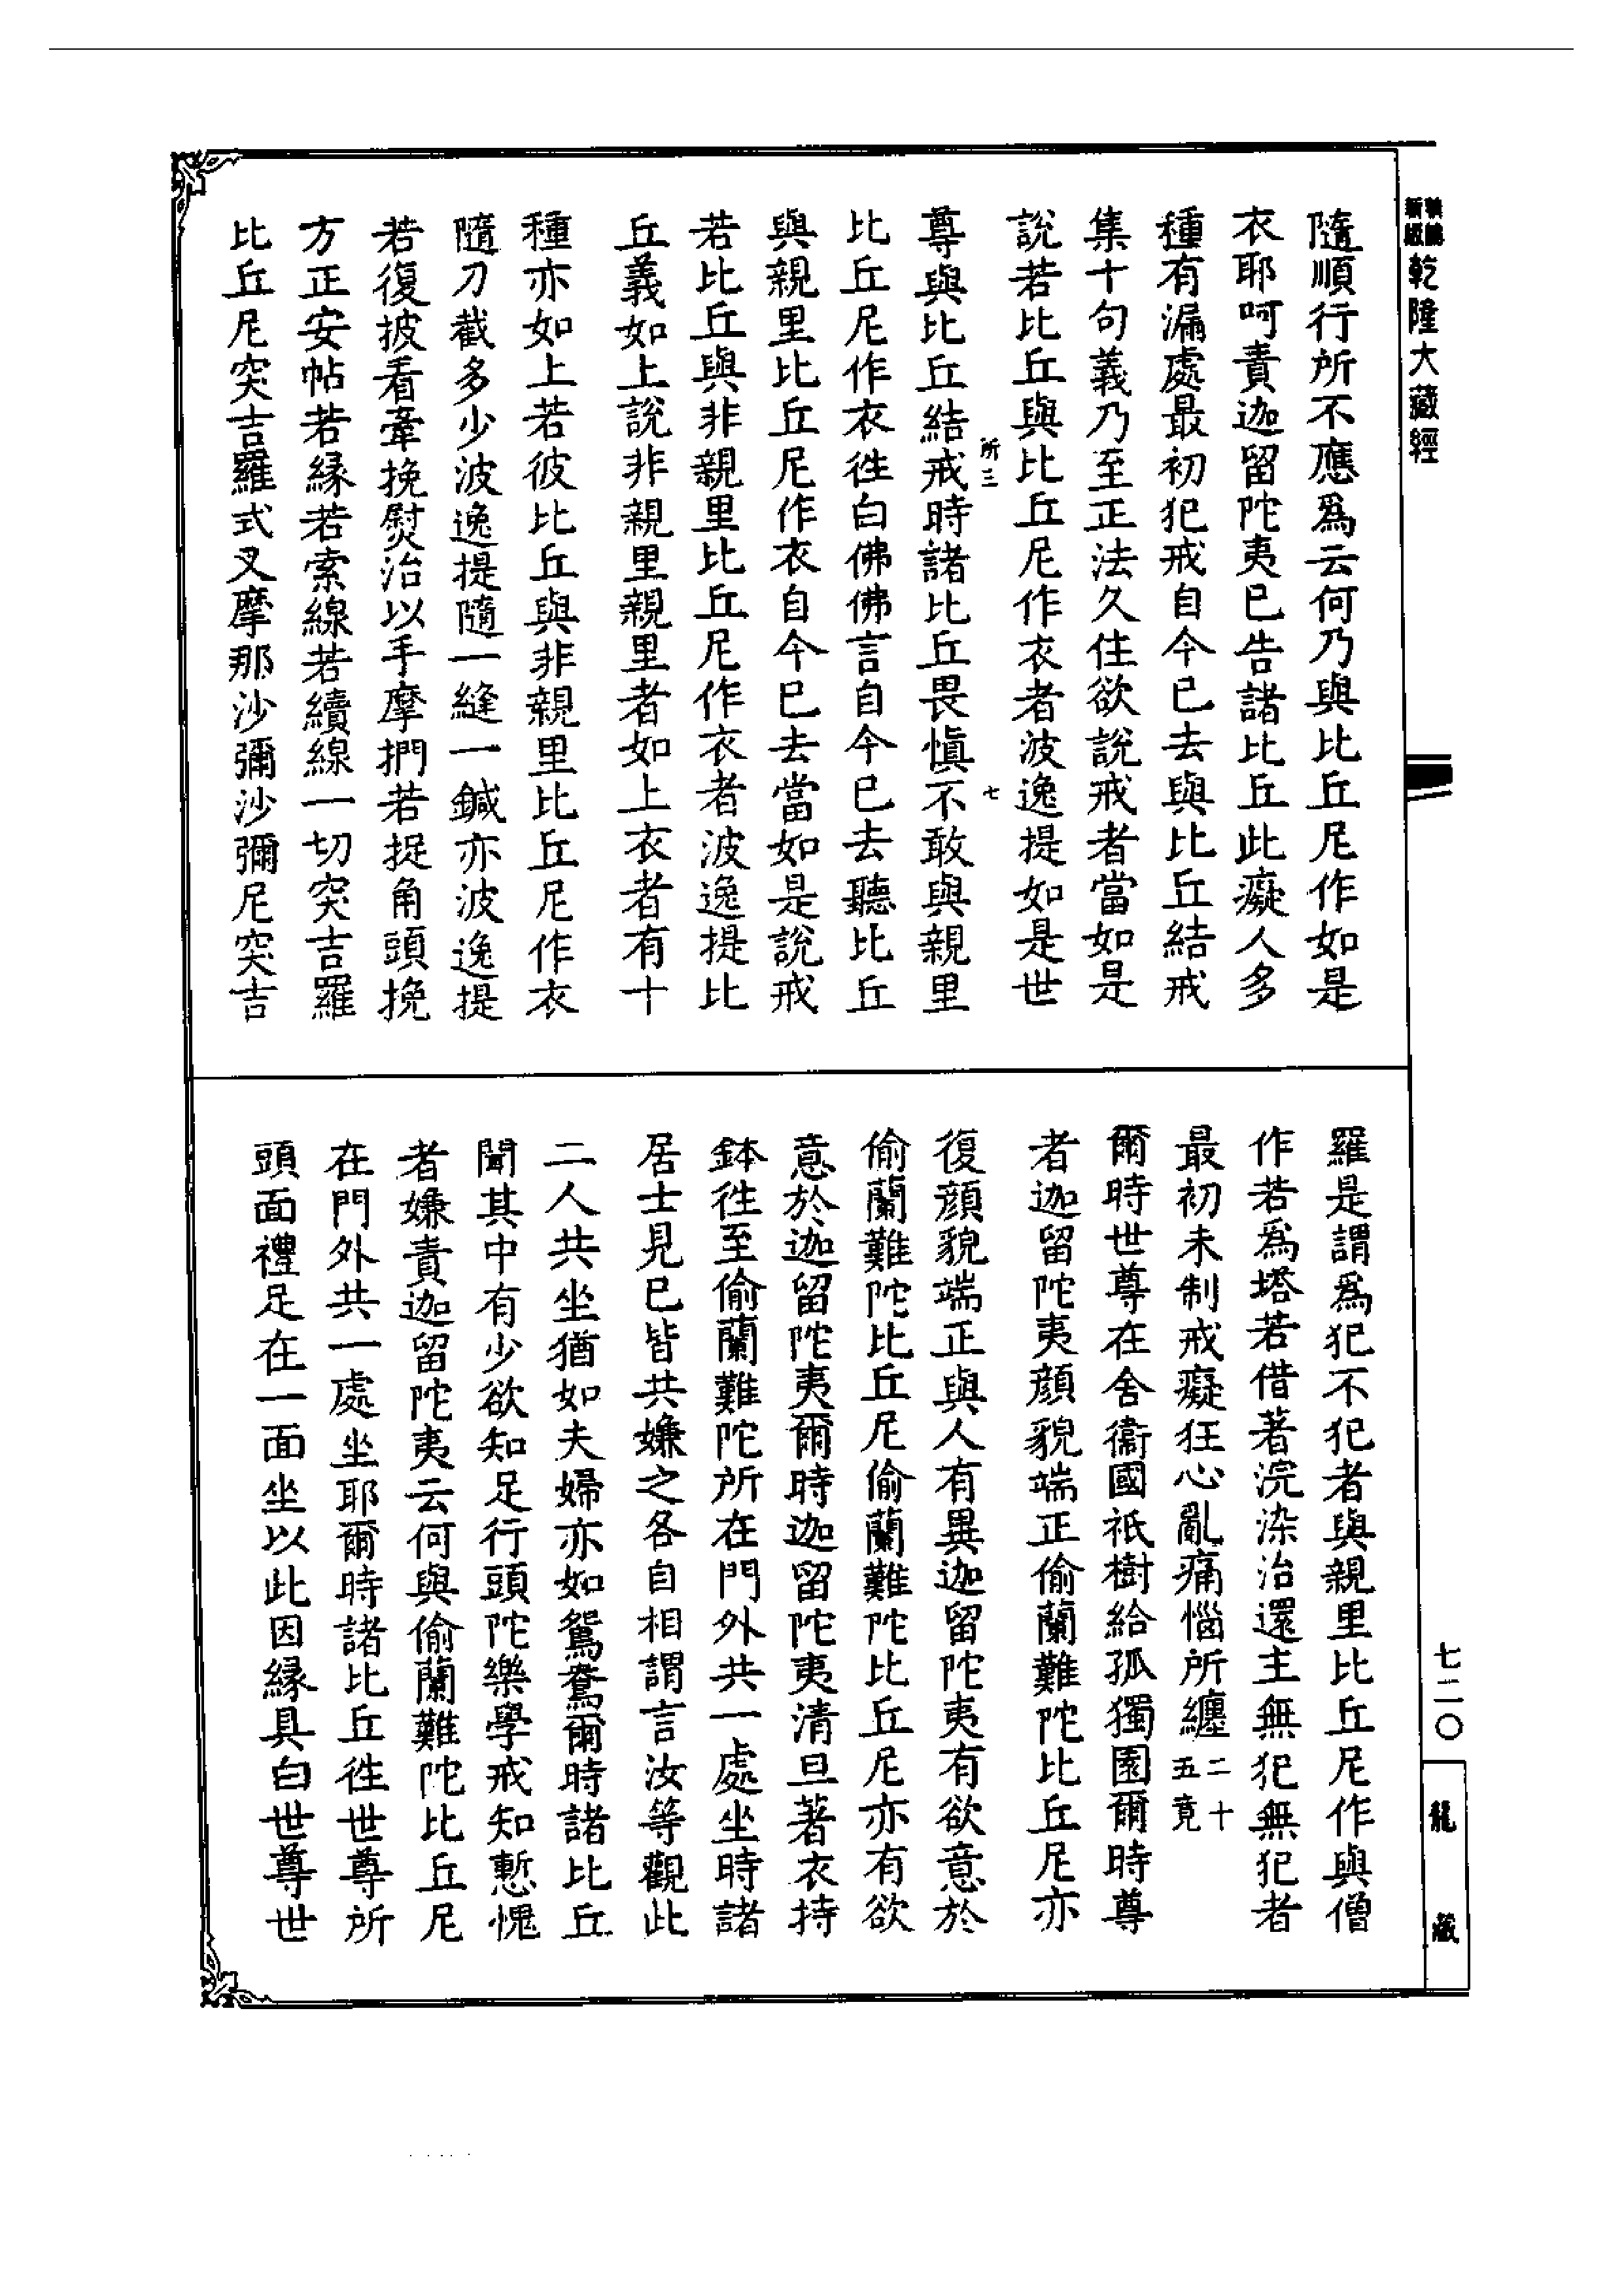 乾隆大藏經
隨順行所不應爲云何乃與比丘尼作如是
衣耶呵責迦留陀夷已告諸比丘此癡人多
種有漏處最初犯戒自今已去與比丘結戒
集十句義乃至正法久住欲說戒者當如是
說若比丘與比丘尼作衣者波逸提如是世
所三
七
尊與比丘結戒時諸比丘畏慎不敢與親里
比丘尼作衣徃白佛佛言自今已去聽比丘
與親里比丘尼作衣自今已去當如是說戒
若比丘與非親里比丘尼作衣者波逸提比
丘義如上說非親里親里者如上衣者有十
種亦如上若彼比丘與非親里比丘尼作衣
隨刀截多少波逸提隨一縫一鍼亦波逸提
若復披看牽挽熨治以手摩捫若捉角頭挽
方正安帖若緣若索線若續線一切突吉羅
比丘尼突吉羅式叉摩那沙彌沙彌尼突吉
羅是謂爲犯不犯者與親里比丘尼作與僧
作若爲塔若借著浣染治還主無犯無犯者
最初未制戒癡狂心亂痛惱所纏二十五竟
爾時世尊在舍衞國祇樹給孤獨園爾時尊
者迦留陀夷顏貌端正偷蘭難陀比丘尼亦
復顏貌端正與人有異迦留陀夷有欲意於
偷蘭難陀比丘尼偷蘭難陀比丘尼亦有欲
意於迦留陀夷爾時迦留陀夷清旦著衣持
鉢徃至偷蘭難陀所在門外共一處坐時諸
居士見已皆共嫌之各自相謂言汝等觀此
二人共坐猶如夫婦亦如鴛鴦爾時諸比丘
聞其中有少欲知足行頭陀樂學戒知慙愧
者嫌責迦留陀夷云何與偷蘭難陀比丘尼
在門外共一處坐耶爾時諸比丘徃世尊所
頭面禮足在一面坐以此因緣具白世尊世
七二〇
龍藏